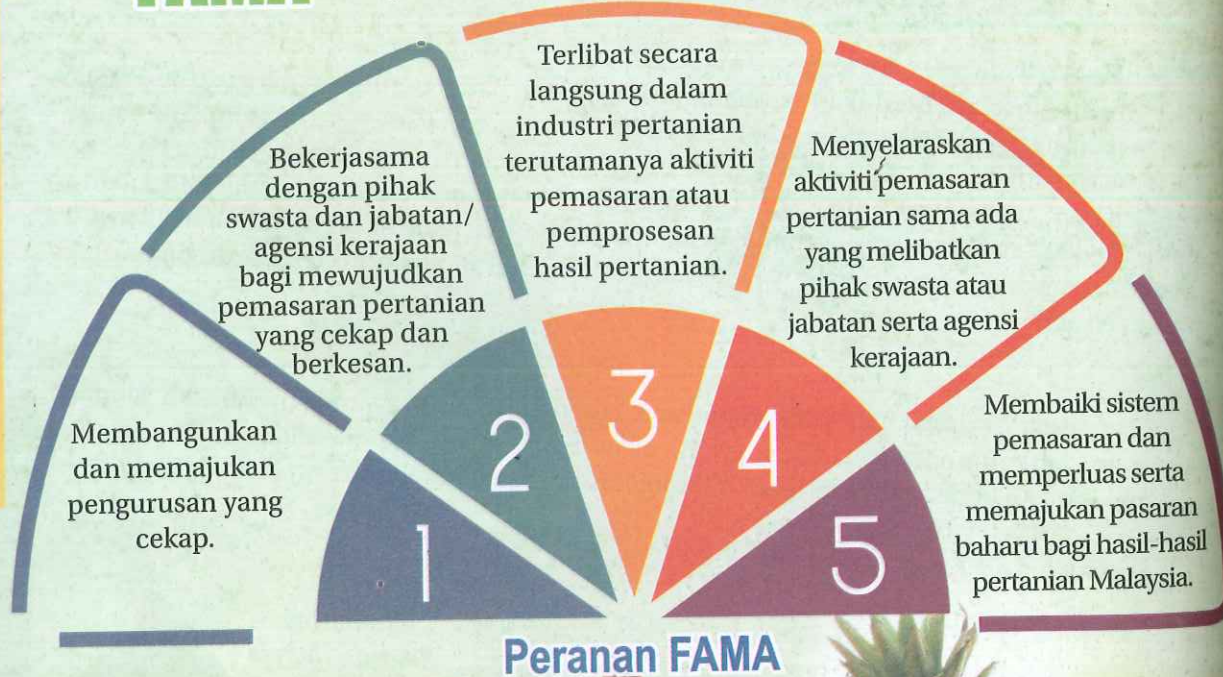 FAMA
1
Membangunkan
dan memajukan
pengurusan yang
cekap.
2
Bekerjasama
dengan pihak
swasta dan jabatan/
agensi kerajaan
bagi mewujudkan
pemasaran pertanian
yang cekap dan
berkesan.
3
Terlibat secara
langsung dalam
industri pertanian
terutamanya aktiviti
pemasaran atau
pemprosesan
hasil pertanian.
4
Menyelaraskan
aktiviti pemasaran
pertanian sama ada
yang melibatkan
pihak swasta atau
jabatan serta agensi
kerajaan.
5
Membaiki sistem
pemasaran dan
memperluas serta
memajukan pasaran
baharu bagi hasil-hasil
pertanian Malaysia.
Peranan FAMA